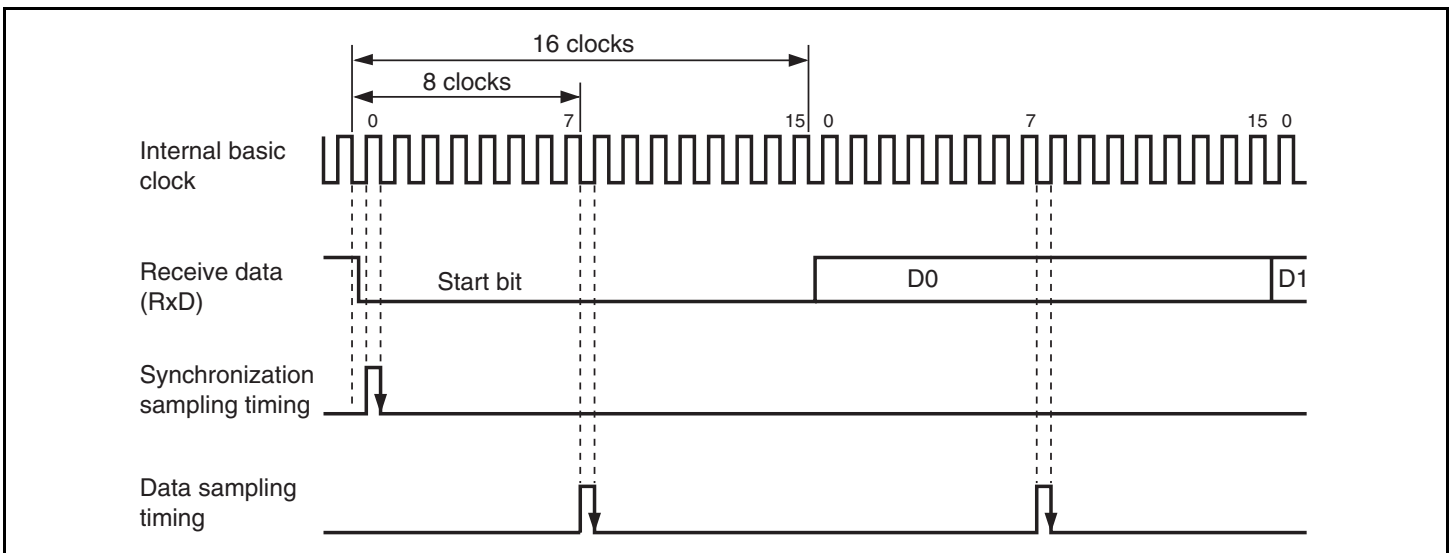 16 clocks
8 clocks
0 7 15 0 7 15 0
Internal basic
clock
Receive data
(RxD)
Start bit D0 D1
Synchronization
sampling timing
Data sampling
timing